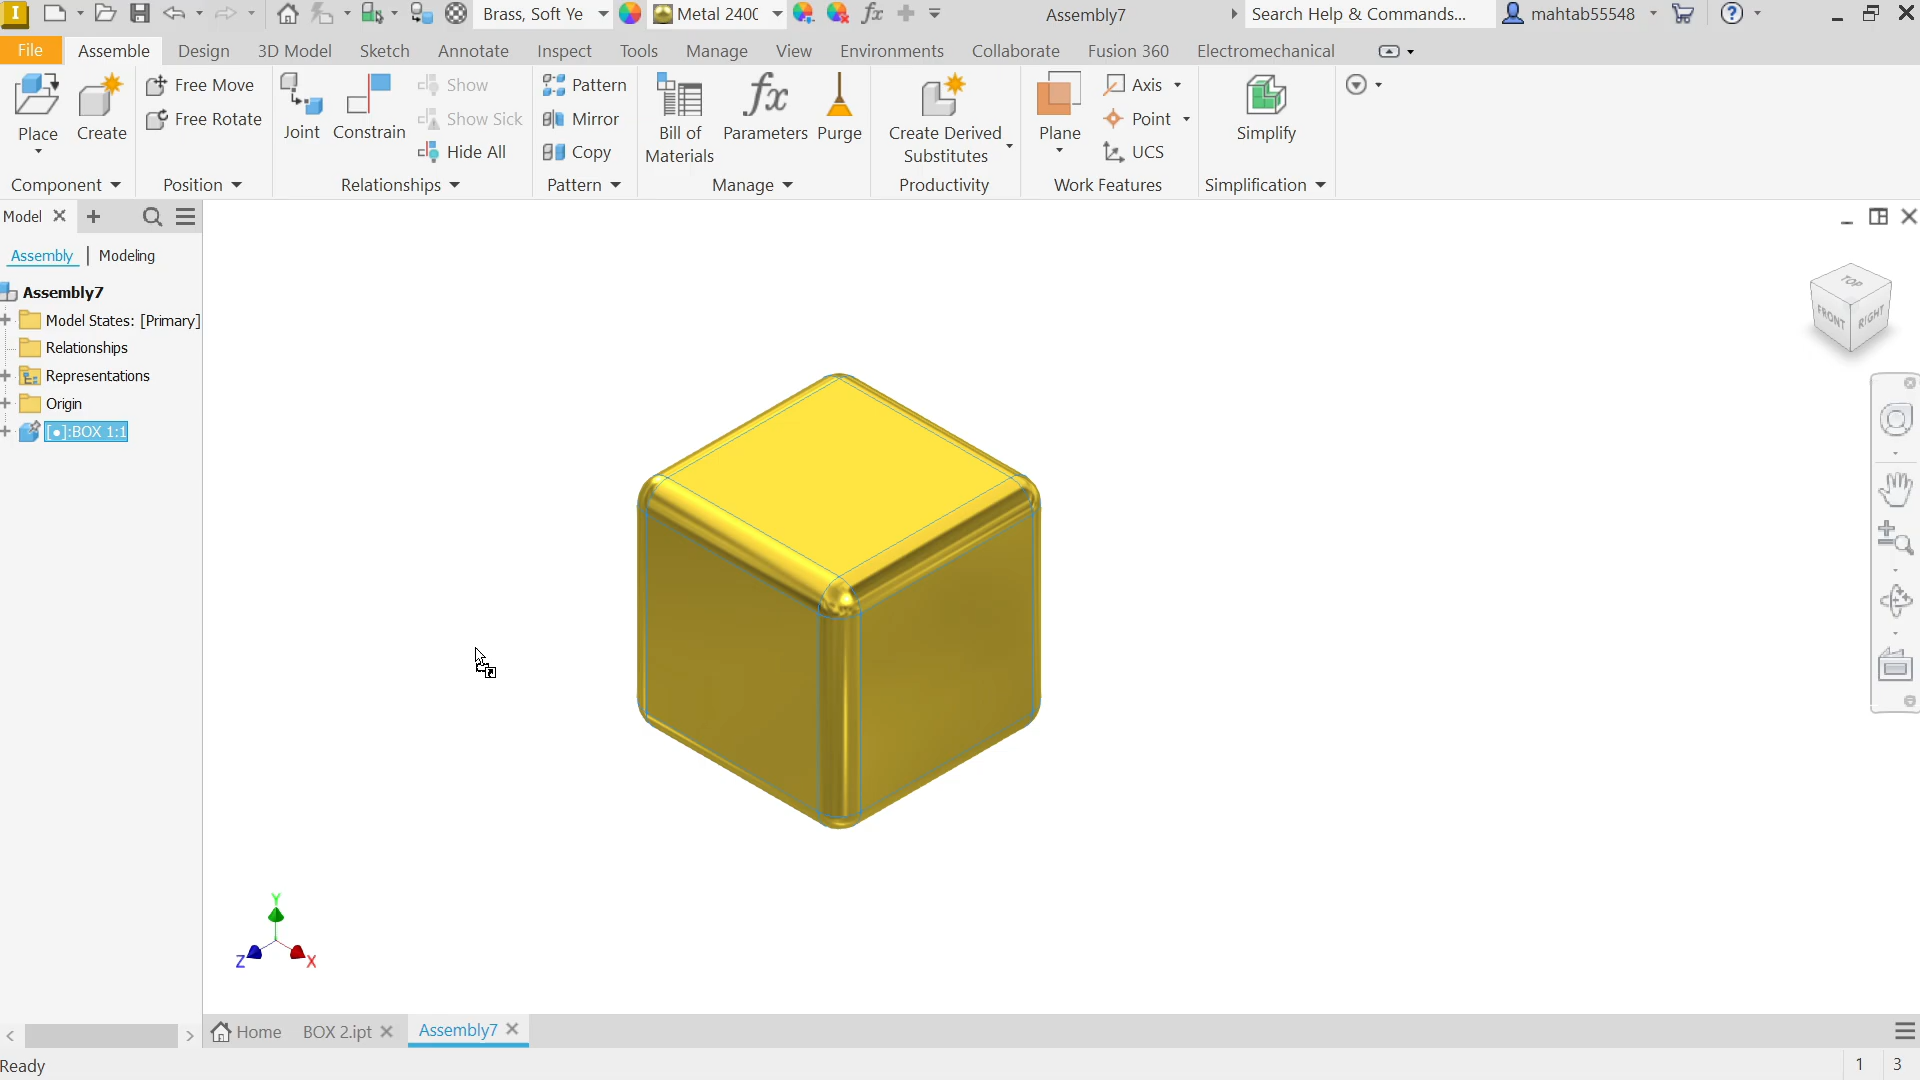 I
Brass, Soft Ye
Metal 240C
fx
Assembly7
Search Help & Commands...
mahtab55548
?
File
Assemble
Design
3D Model
Sketch
Annotate
Inspect
Tools
Manage
View
Environments
Collaborate
Fusion 360
Electromechanical
Place
Create
Component
Free Move
Free Rotate
Position
Joint
Constrain
Show
Show Sick
Hide All
Relationships
Pattern
Mirror
Copy
Pattern
Bill of
Materials
fx
Parameters
Purge
Manage
Create Derived
Substitutes
Productivity
Plane
Axis
Point
UCS
Work Features
Simplify
Simplification
Model
Assembly | Modeling
Assembly7
Model States: [Primary]
Relationships
Representations
Origin
[●]:BOX 1:1
TOP
FRONT
RIGHT
Y
Z
X
Home
BOX 2.ipt
Assembly7
Ready
1
3